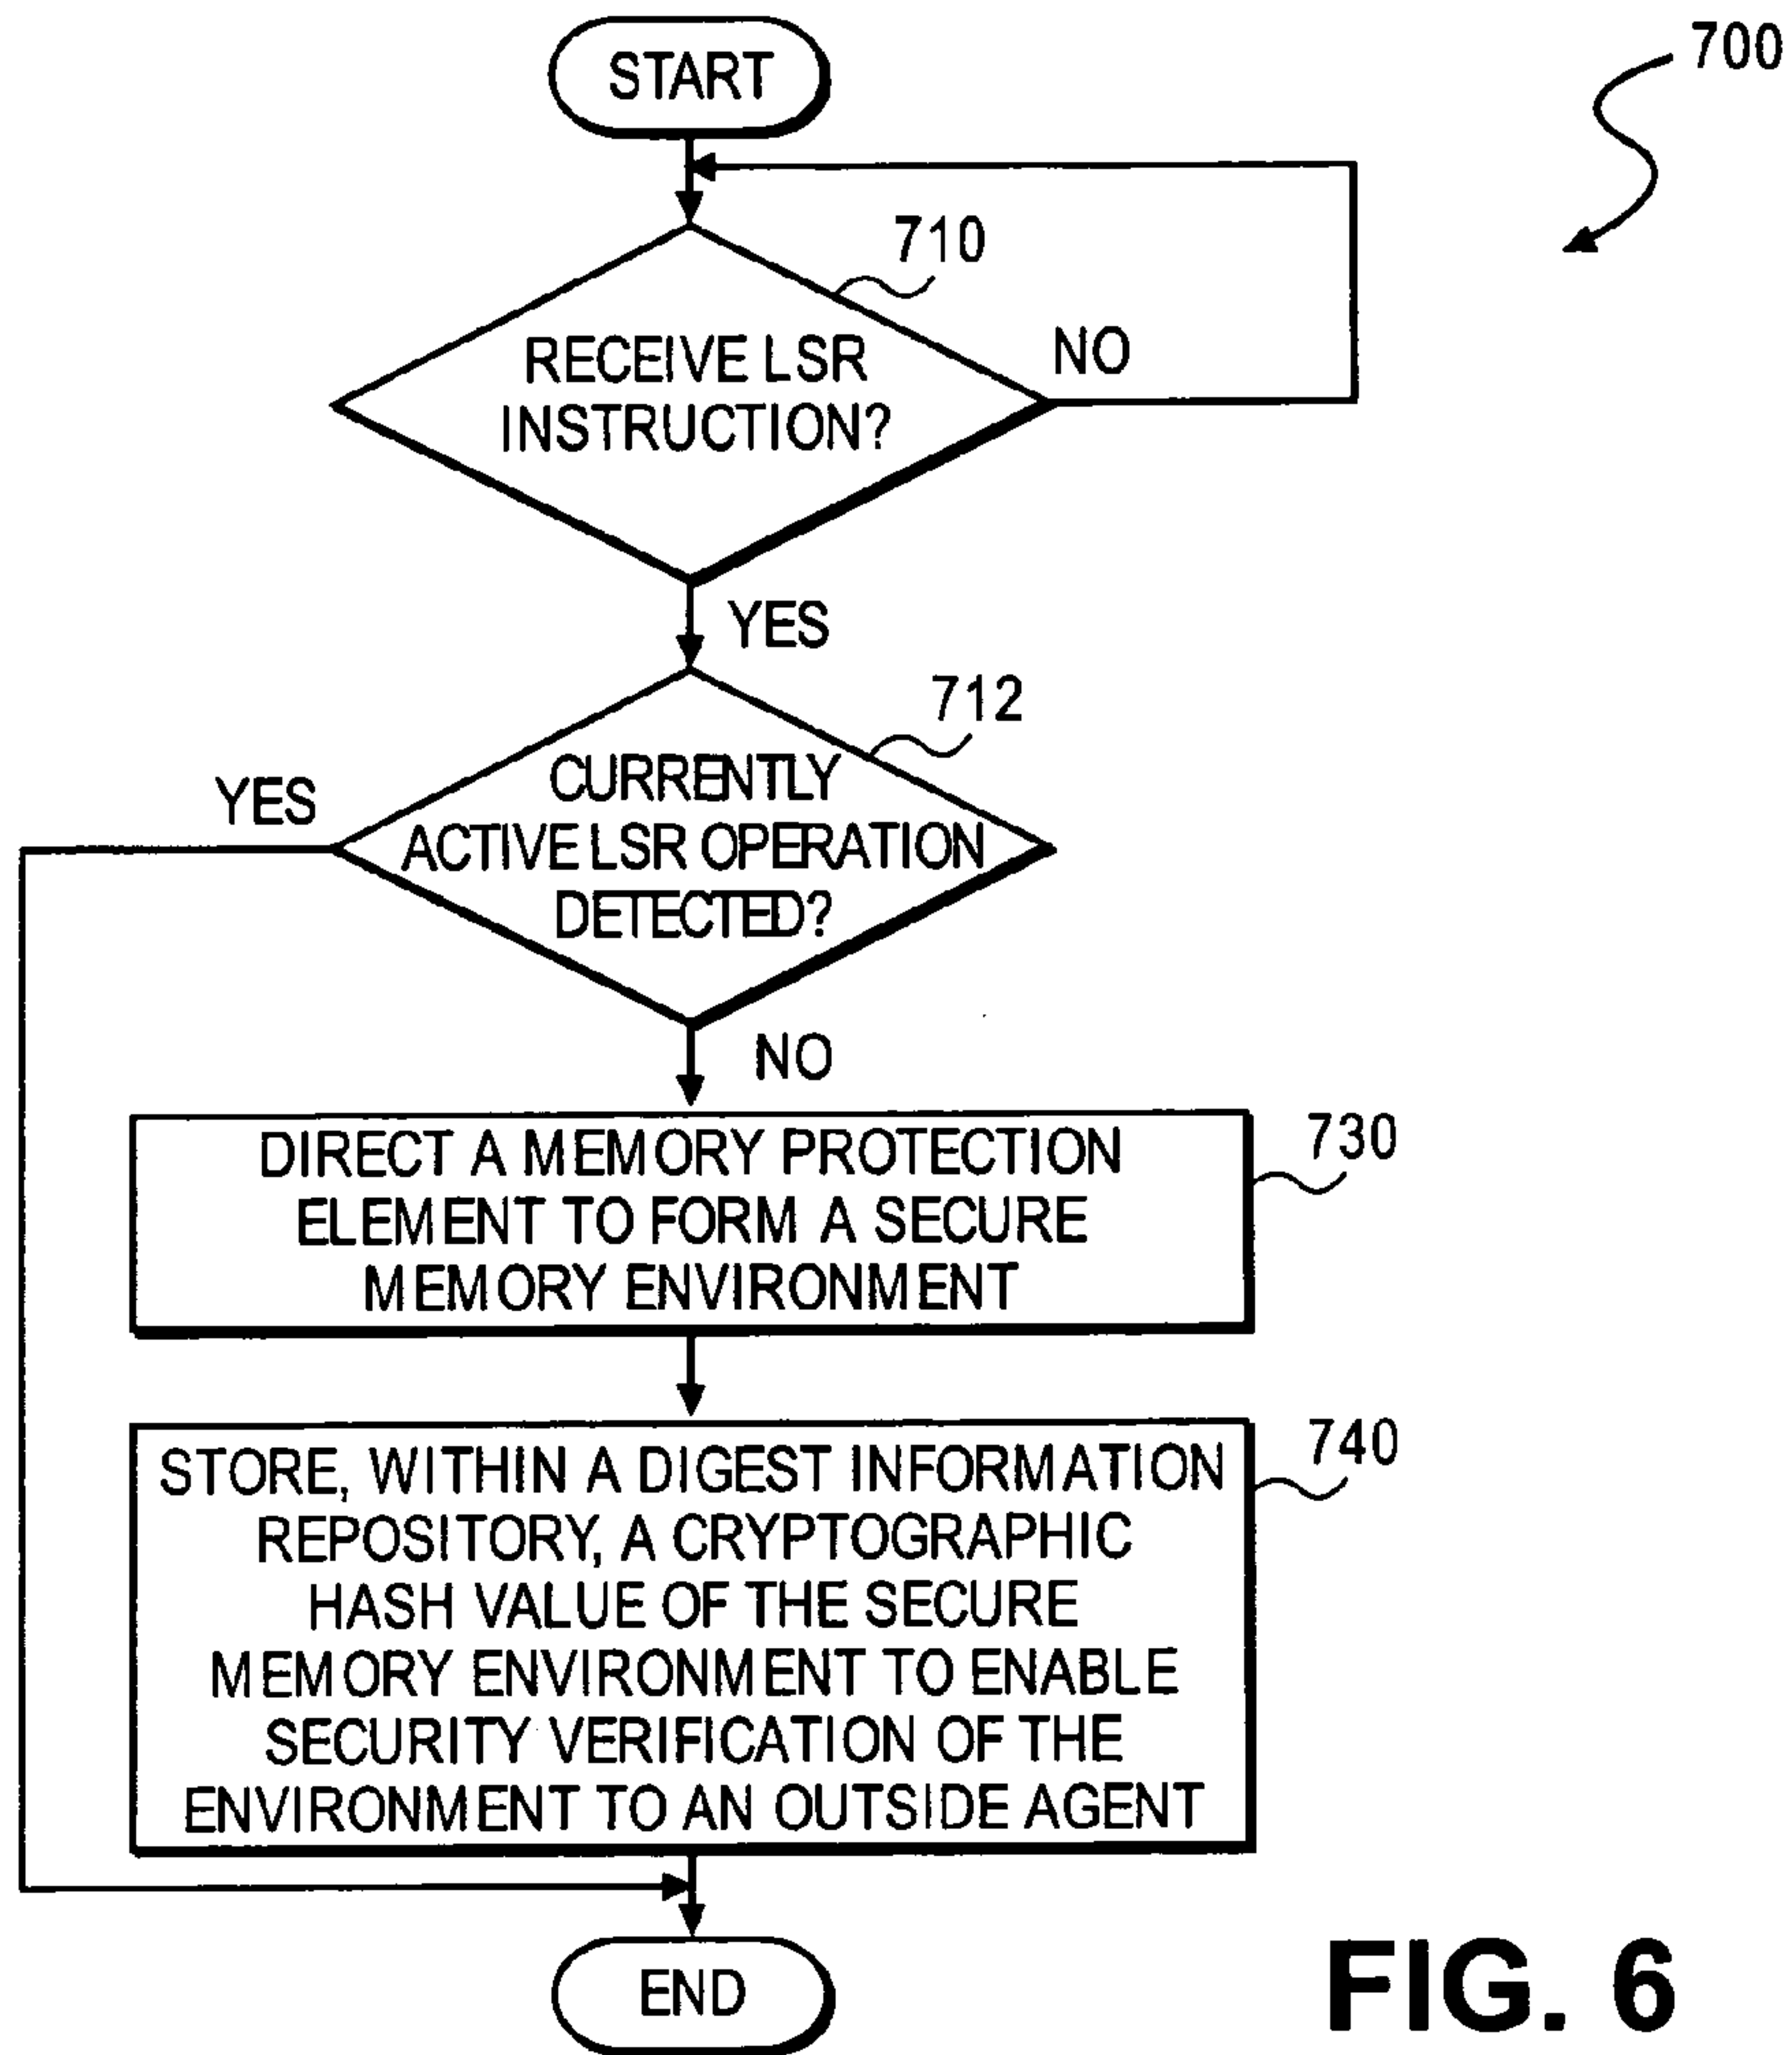 START
700
710
RECEIVE LSR
INSTRUCTION?
NO
YES
712
CURRENTLY
ACTIVE LSR OPERATION
DETECTED?
YES
NO
730
DIRECT A MEMORY PROTECTION
ELEMENT TO FORM A SECURE
MEMORY ENVIRONMENT
740
STORE, WITHIN A DIGEST INFORMATION
REPOSITORY, A CRYPTOGRAPHIC
HASH VALUE OF THE SECURE
MEMORY ENVIRONMENT TO ENABLE
SECURITY VERIFICATION OF THE
ENVIRONMENT TO AN OUTSIDE AGENT
END
FIG. 6